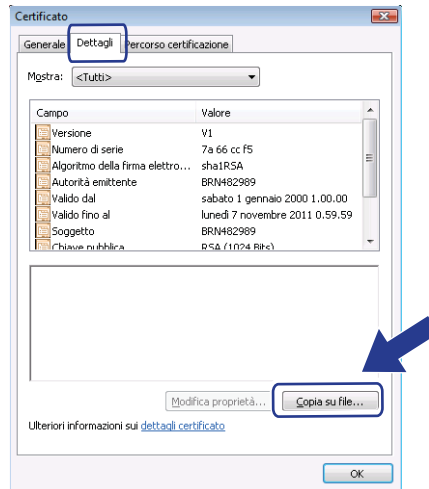 Certificato
Generale Dettagli Percorso certificazione
Mostra: <Tutti>
Campo Valore
Versione V1
Numero di serie 7a 66 cc f5
Algoritmo della firma elettro... sha1RSA
Autorità emittente BRN482989
Valido dal sabato 1 gennaio 2000 1.00.00
Valido fino al lunedì 7 novembre 2011 0.59.59
Soggetto BRN482989
Chiave pubblica RSA (1024 Bits)
Modifica proprietà... Copia su file...
Ulteriori informazioni sui dettagli certificato
OK